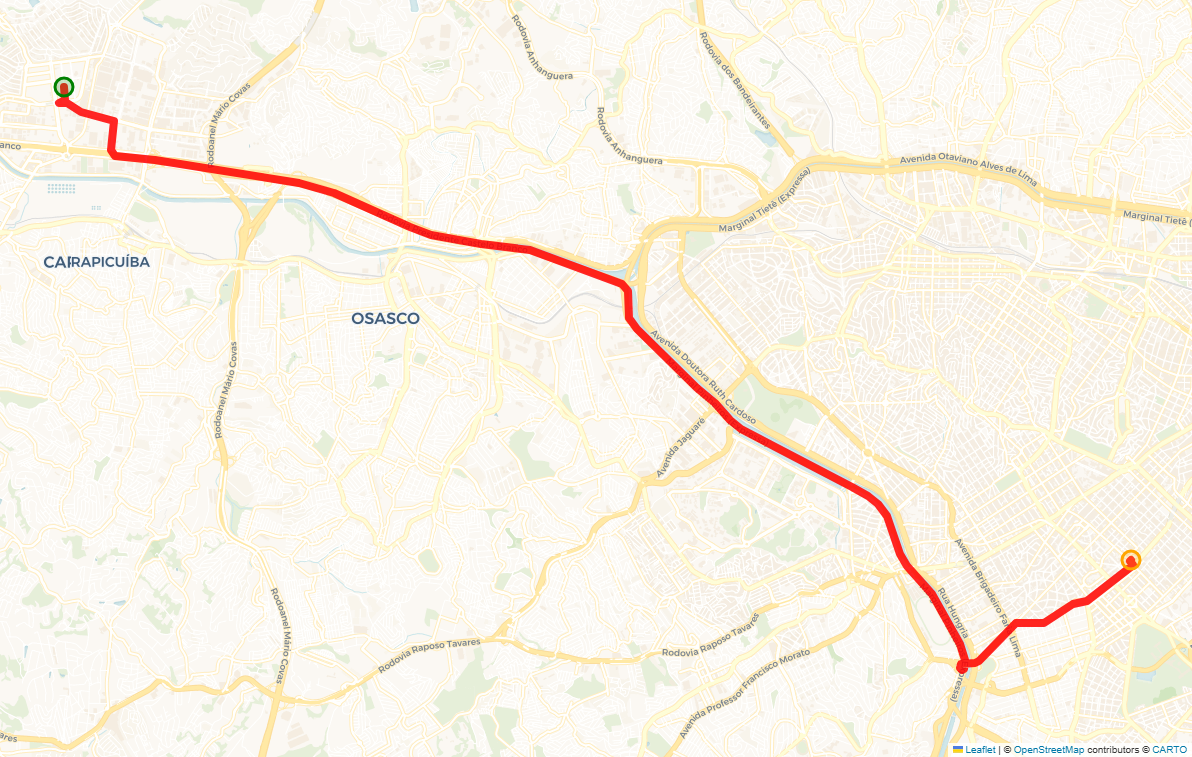 Rodovia Anhanguera
Rodovia dos Bandeirantes
Rodoanel Mário Covas
Rodovia Anhanguera
anco
Avenida Otaviano Alves de Lima
Marginal Tietê (Expressa)
Marginal Tietê (
CARAPICUÍBA
OSASCO
Avenida Doutora Ruth Cardoso
Rodoanel Mário Covas
Avenida Jaguaré
Avenida Brigadeiro Faria Lima
Rua Hungria
Rodoanel Mário Covas
Rodovia Raposo Tavares
Rodovia Raposo Tavares
Avenida Professor Francisco Morato
pressa)
ares
Leaflet | © OpenStreetMap contributors © CARTO